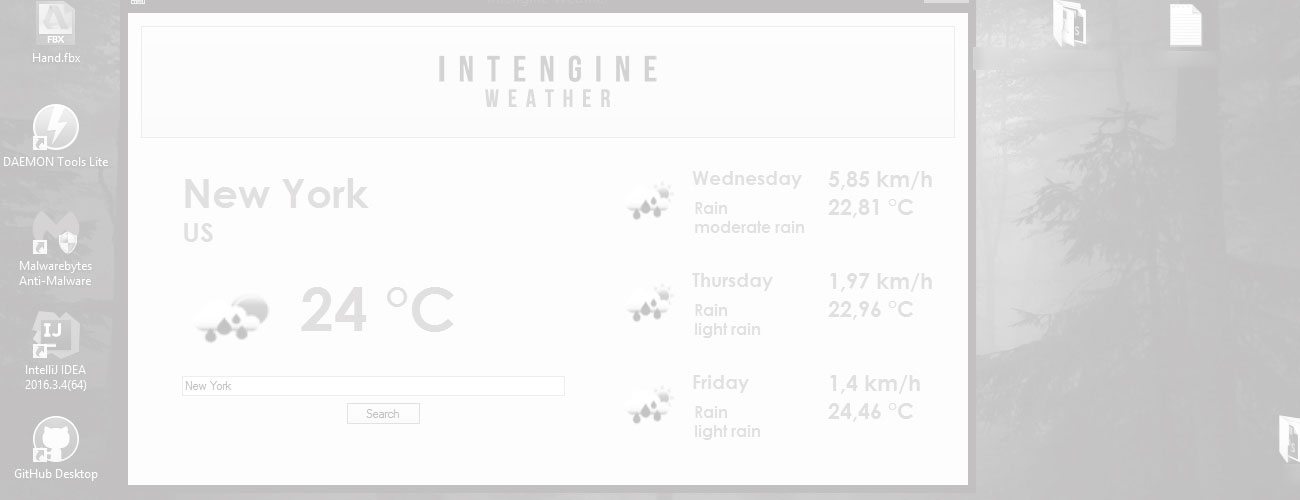 Intengine Weather
Hand.fbx
FBX
DAEMON Tools Lite
Malwarebytes
Anti-Malware
IJ
IntelliJ IDEA
2016.3.4(64)
GitHub Desktop
INTENGINE
WEATHER
New York
US
24 °C
New York
Search
Wednesday 5,85 km/h
Rain 22,81 °C
moderate rain
Thursday 1,97 km/h
Rain 22,96 °C
light rain
Friday 1,4 km/h
Rain 24,46 °C
light rain